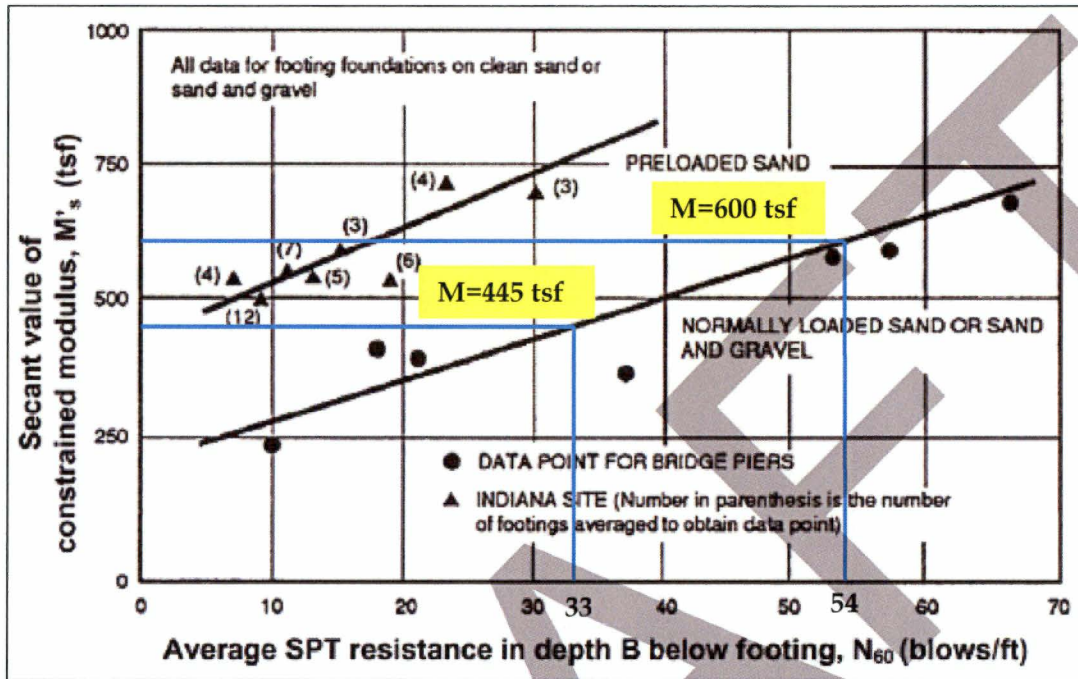 1000
All data for footing foundations on clean sand or
sand and gravel
750
PRELOADED SAND
(4)
(3)
M=600 tsf
(3)
(7)
(4)
(5)
(6)
M=445 tsf
500
(12)
NORMALLY LOADED SAND OR SAND
AND GRAVEL
250
DATA POINT FOR BRIDGE PIERS
INDIANA SITE (Number in parenthesis is the number
of footings averaged to obtain data point)
0
0 10 20 30 33 40 50 54 60 70
Secant value of
constrained modulus, M's (tsf)
Average SPT resistance in depth B below footing, N60 (blows/ft)